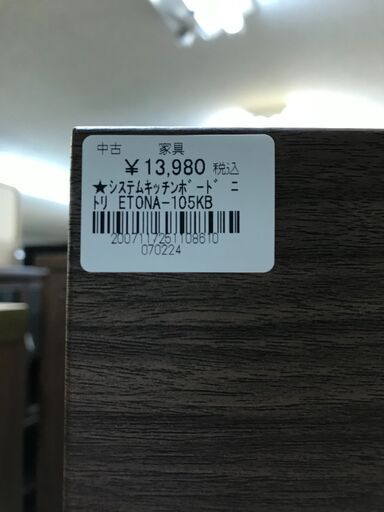 中古 家具
￥13,980 税込
★ｼｽﾃﾑｷｯﾁﾝﾎﾞｰﾄﾞ ﾆ
ﾄﾘ ETONA-105KB
2007117251108610
070224